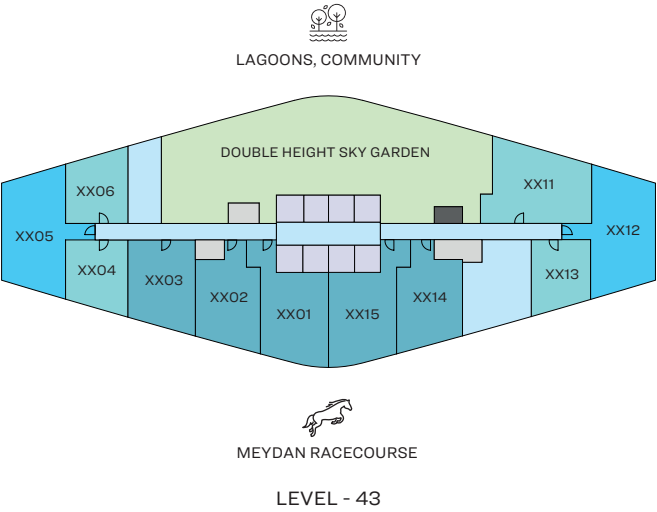 LAGOONS, COMMUNITY
DOUBLE HEIGHT SKY GARDEN
XX06
XX11
XX05
XX12
XX04
XX03
XX13
XX02
XX14
XX01
XX15
MEYDAN RACECOURSE
LEVEL - 43